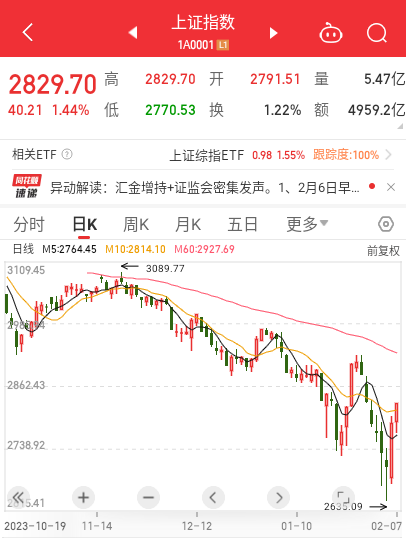 上证指数
1A0001 L1
2829.70 高 2829.70 开 2791.51 量 5.47亿
40.21 1.44% 低 2770.53 换 1.22% 额 4959.2亿
相关ETF ? 上证综指ETF 0.98 1.55% 跟踪度:100%
同花顺 速递 异动解读：汇金增持+证监会密集发声。1、2月6日早...
分时 日K 周K 月K 五日 更多
日线 M5:2764.45 M10:2814.10 M60:2927.69 前复权
3109.45
3089.77
2862.43
2738.92
2635.09
2023-10-19 11-14 12-12 01-10 02-07